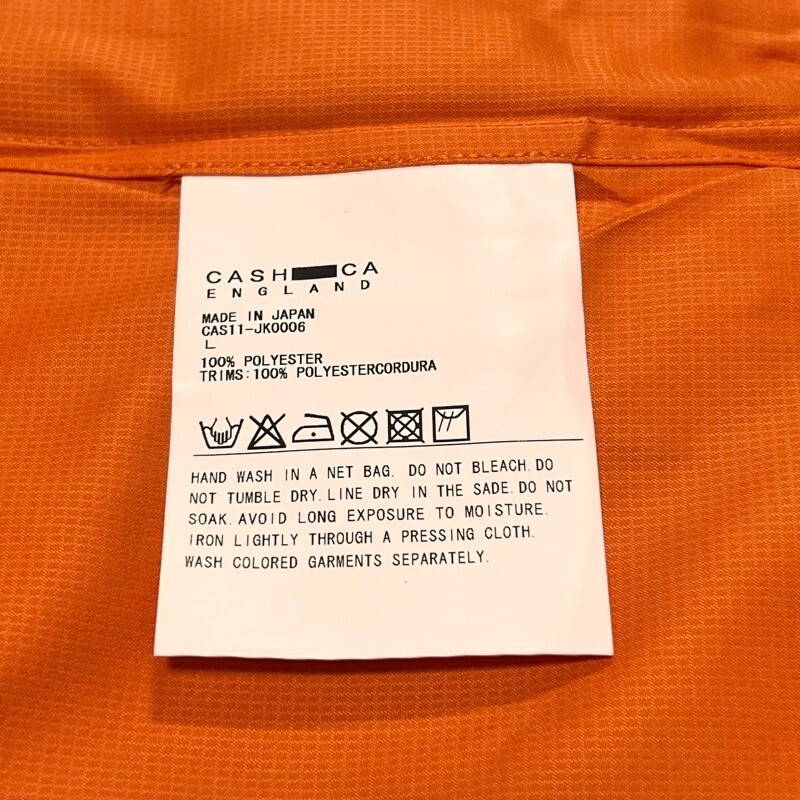 CASH CA
ENGLAND
MADE IN JAPAN
CAS11-JK0006
L
100% POLYESTER
TRIMS:100% POLYESTERCORDURA
HAND WASH IN A NET BAG. DO NOT BLEACH. DO
NOT TUMBLE DRY. LINE DRY IN THE SADE. DO NOT
SOAK. AVOID LONG EXPOSURE TO MOISTURE.
IRON LIGHTLY THROUGH A PRESSING CLOTH.
WASH COLORED GARMENTS SEPARATELY.